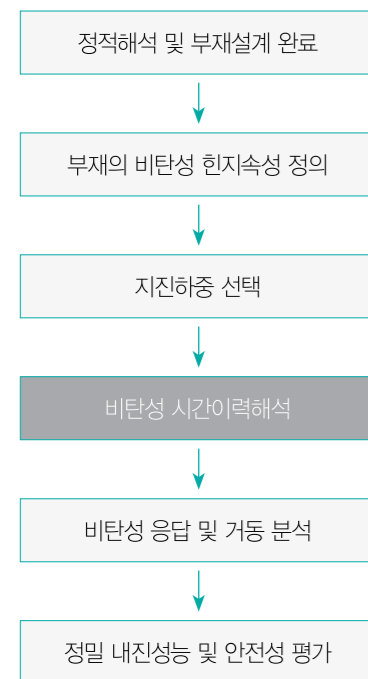 정적해석 및 부재설계 완료
부재의 비탄성 힌지속성 정의
지진하중 선택
비탄성 시간이력해석
비탄성 응답 및 거동 분석
정밀 내진성능 및 안전성 평가